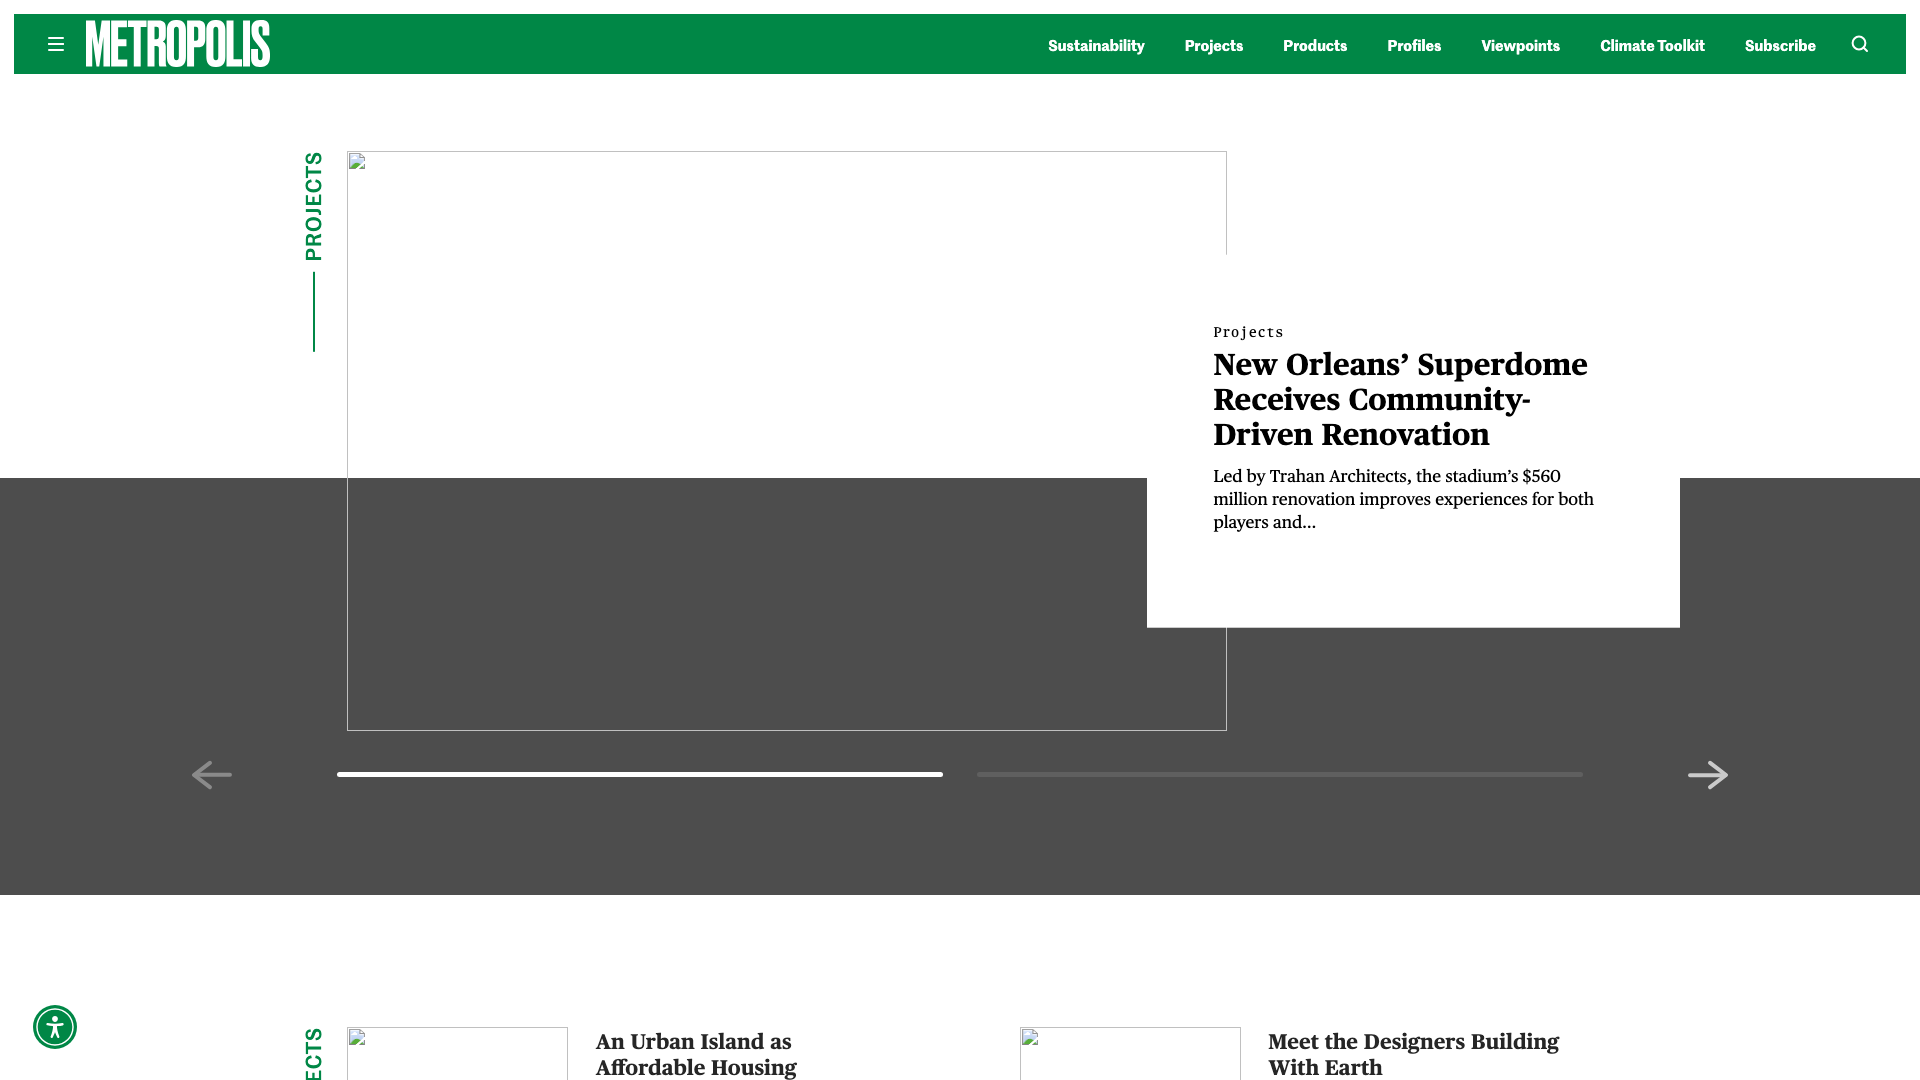 METROPOLIS
Sustainability
Projects
Products
Profiles
Viewpoints
Climate Toolkit
Subscribe
PROJECTS
Projects
New Orleans’ Superdome
Receives Community-
Driven Renovation
Led by Trahan Architects, the stadium’s $560
million renovation improves experiences for both
players and...
ECTS
An Urban Island as
Affordable Housing
Meet the Designers Building
With Earth